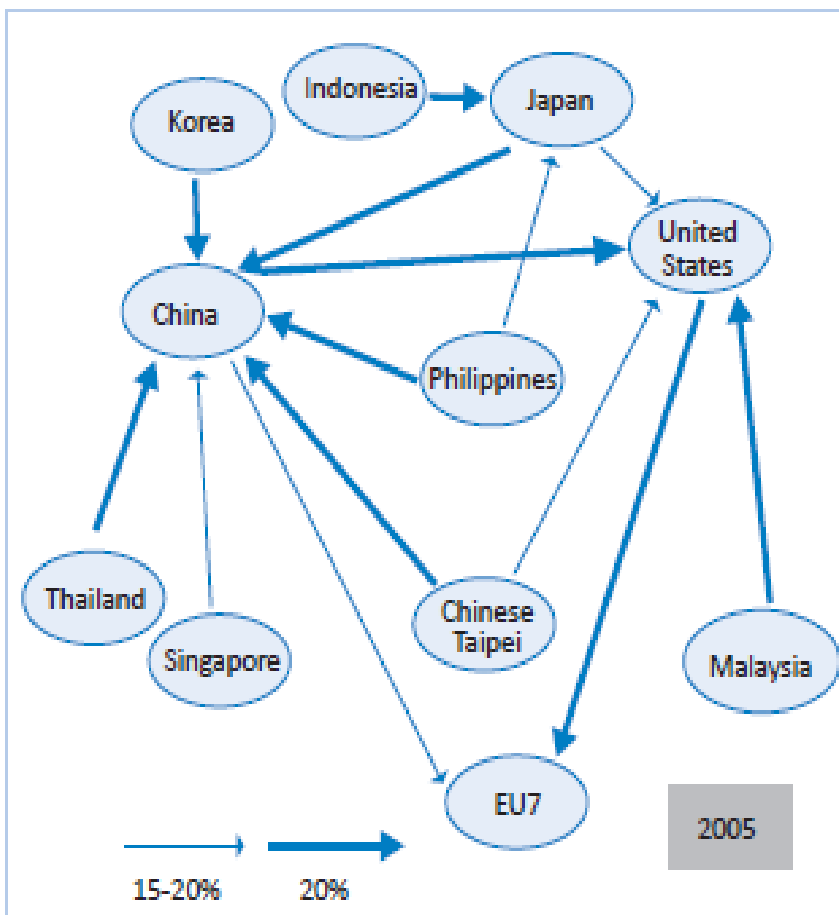 Indonesia
Japan
Korea
United
States
China
Philippines
Thailand
Chinese
Taipei
Singapore
Malaysia
EU7
2005
15-20%
20%